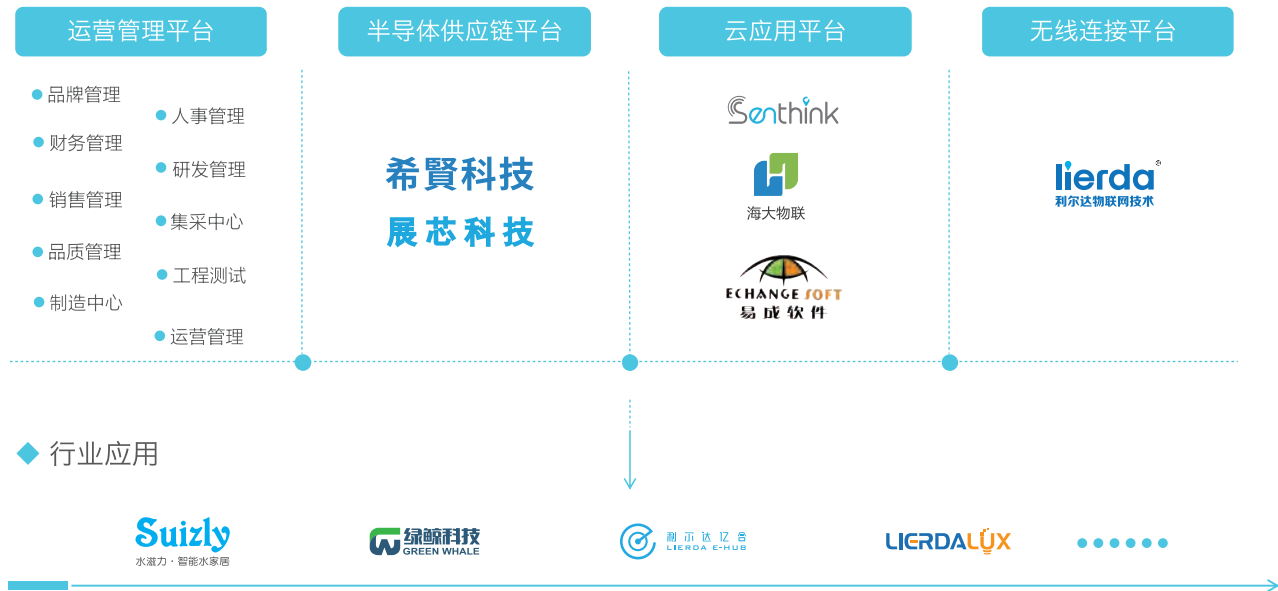 运营管理平台
半导体供应链平台
云应用平台
无线连接平台
品牌管理
人事管理
财务管理
研发管理
销售管理
集采中心
品质管理
工程测试
制造中心
运营管理
希賢科技
展芯科技
Senthink
海大物联
ECHANGE SOFT
易成软件
lierda®
利尔达物联网技术
行业应用
Suizly
水滋力·智能水家居
绿鲸科技
GREEN WHALE
利尔达亿舍
LIERDA E-HUB
LIERDALUX